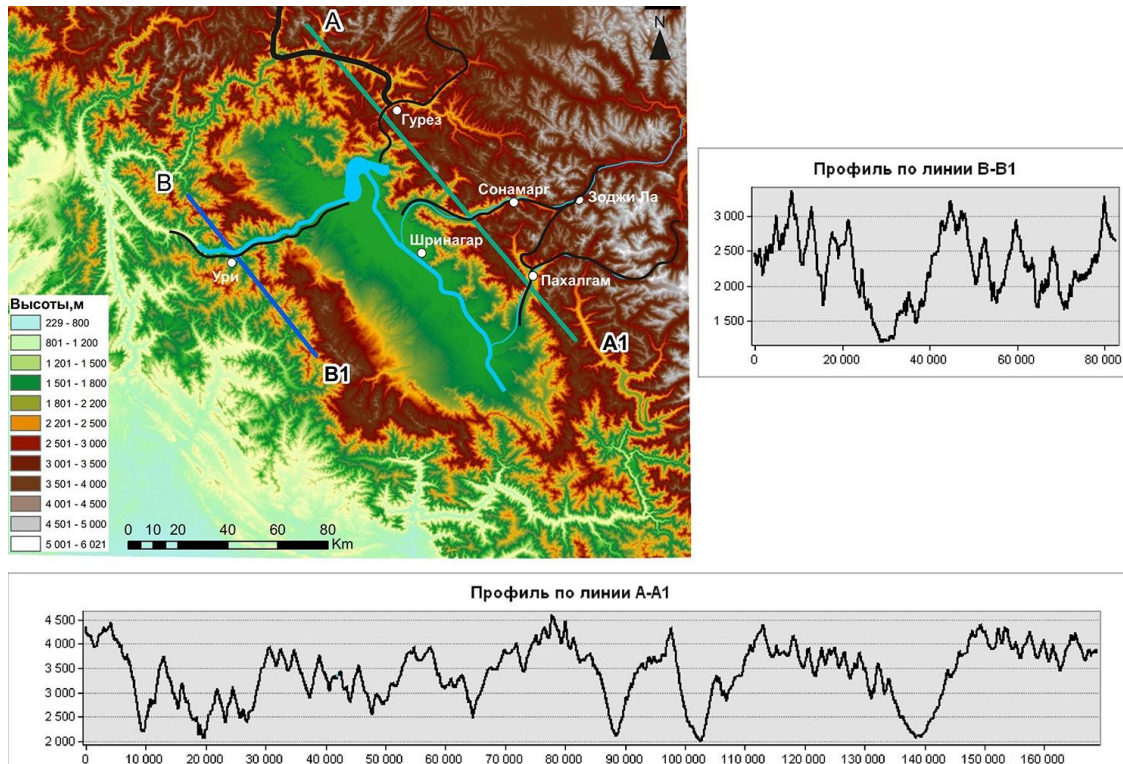 A
N
Гурез
B
Сонамарг
Зоджи Ла
Шринагар
Ури
Пахалгам
A1
B1
Высоты,м
229 - 800
801 - 1 200
1 201 - 1 500
1 501 - 1 800
1 801 - 2 200
2 201 - 2 500
2 501 - 3 000
3 001 - 3 500
3 501 - 4 000
4 001 - 4 500
4 501 - 5 000
5 001 - 6 021
0 10 20 40 60 80
Km
Профиль по линии B-B1
3 000
2 500
2 000
1 500
0 20 000 40 000 60 000 80 000
Профиль по линии A-A1
4 500
4 000
3 500
3 000
2 500
2 000
0 10 000 20 000 30 000 40 000 50 000 60 000 70 000 80 000 90 000 100 000 110 000 120 000 130 000 140 000 150 000 160 000